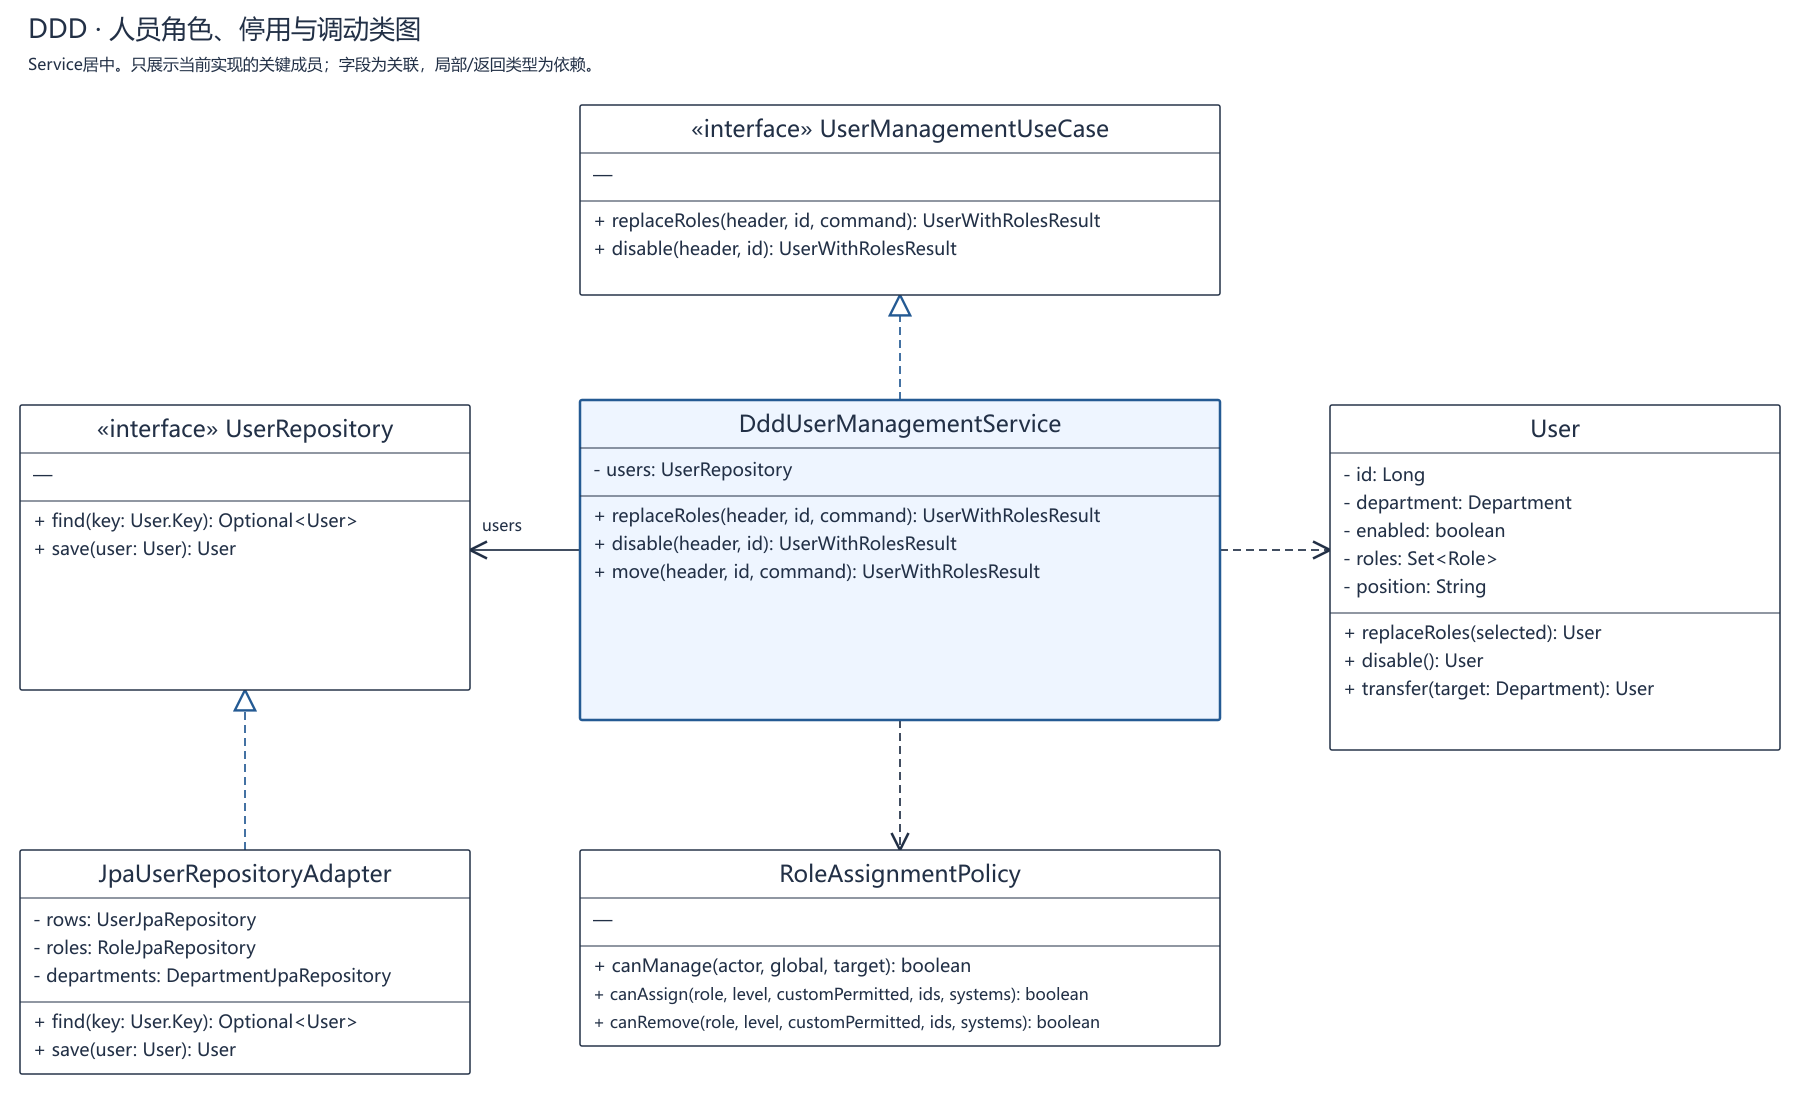 DDD · 人员角色、停用与调动类图
Service居中。只展示当前实现的关键成员；字段为关联，局部/返回类型为依赖。
«interface» UserManagementUseCase
—
+ replaceRoles(header, id, command): UserWithRolesResult
+ disable(header, id): UserWithRolesResult
«interface» UserRepository
—
+ find(key: User.Key): Optional<User>
+ save(user: User): User
users
DddUserManagementService
- users: UserRepository
+ replaceRoles(header, id, command): UserWithRolesResult
+ disable(header, id): UserWithRolesResult
+ move(header, id, command): UserWithRolesResult
User
- id: Long
- department: Department
- enabled: boolean
- roles: Set<Role>
- position: String
+ replaceRoles(selected): User
+ disable(): User
+ transfer(target: Department): User
JpaUserRepositoryAdapter
- rows: UserJpaRepository
- roles: RoleJpaRepository
- departments: DepartmentJpaRepository
+ find(key: User.Key): Optional<User>
+ save(user: User): User
RoleAssignmentPolicy
—
+ canManage(actor, global, target): boolean
+ canAssign(role, level, customPermitted, ids, systems): boolean
+ canRemove(role, level, customPermitted, ids, systems): boolean